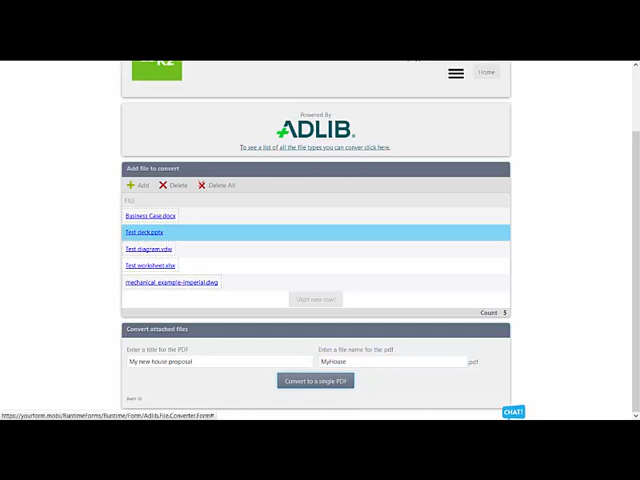 K2
Home
Powered By
ADLIB.
To see a list of all the file types you can conver click here.
Add file to convert
Add Delete Delete All
FILE
Business Case.docx
Test deck.pptx
Test diagram.vdw
Test worksheet.xlsx
mechanical_example-imperial.dwg
(Add new row)
Count 5
Convert attached files
Enter a title for the PDF Enter a file name for the pdf
My new house proposal MyHouse .pdf
Convert to a single PDF
https://yourform.mobi/RuntimeForms/Runtime/Form/Adlib.File.Converter.Form#
CHAT!